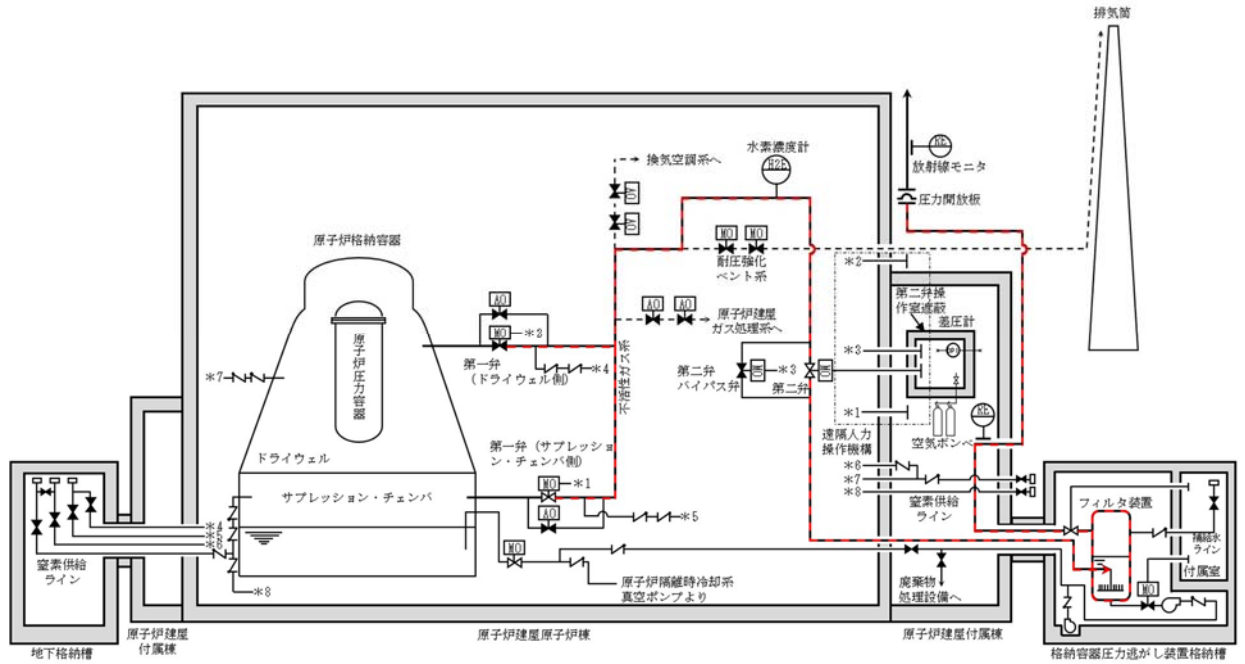 排気筒
水素濃度計
H2E
換気空調系へ
RE
放射線モニタ
AO
圧力開放板
AO
原子炉格納容器
MO
MO
耐圧強化
ベント系
*2
第二弁操
作室遮蔽
差圧計
AO
AO
AO
原子炉建屋
ガス処理系へ
MO
*2
原子炉圧力容器
第一弁
(ドライウェル側)
*4
不活性ガス系
*7
第二弁
バイパス弁
MO
*3
第二弁
MO
*3
*1
RE
空気ボンベ
遠隔人力
操作機構
第一弁(サプレッショ
ン・チェンバ側)
ドライウェル
サプレッション・チェンバ
MO
*1
AO
*5
*6
*7
*8
窒素供給
ライン
フィルタ装置
補給水
ライン
付属室
MO
*4
*5
*6
窒素供給
ライン
*8
MO
原子炉隔離時冷却系
真空ポンプより
廃棄物
処理設備へ
地下格納槽
原子炉建屋
付属棟
原子炉建屋原子炉棟
原子炉建屋付属棟
格納容器圧力逃がし装置格納槽